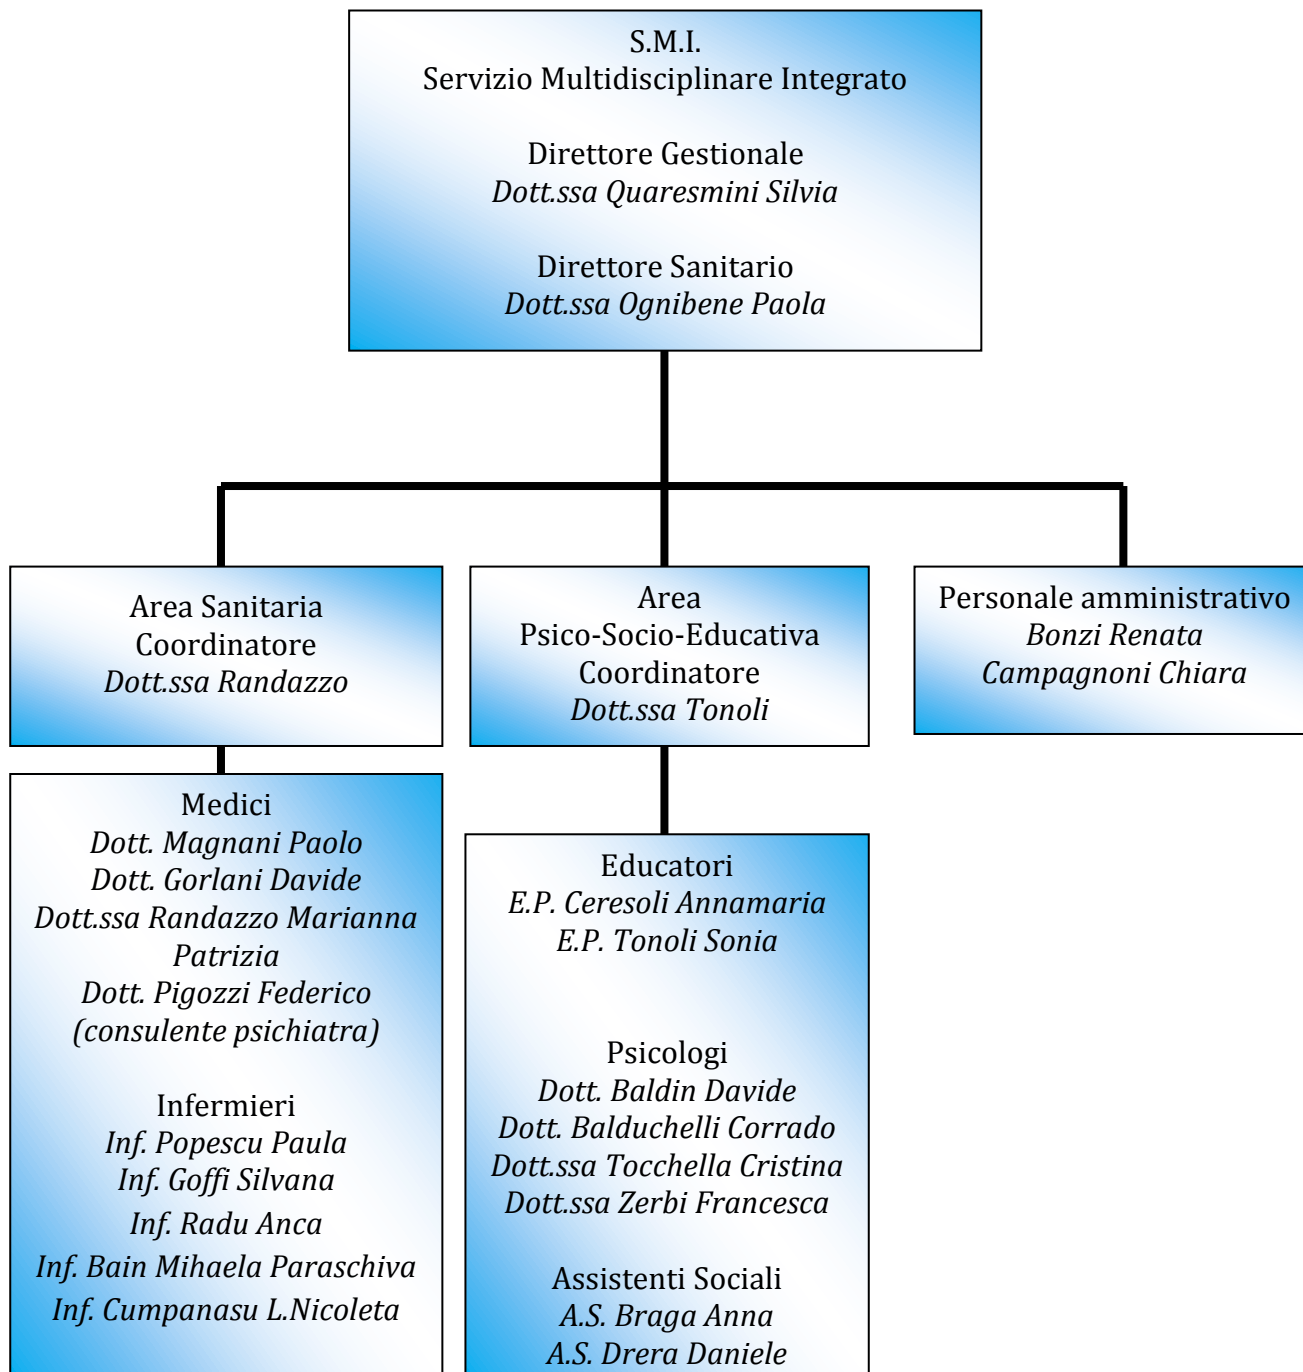 S.M.I.
Servizio Multidisciplinare Integrato
Direttore Gestionale
Dott.ssa Quaresmini Silvia
Direttore Sanitario
Dott.ssa Ognibene Paola
Area Sanitaria
Coordinatore
Dott.ssa Randazzo
Area
Psico-Socio-Educativa
Coordinatore
Dott.ssa Tonoli
Personale amministrativo
Bonzi Renata
Campagnoni Chiara
Medici
Dott. Magnani Paolo
Dott. Gorlani Davide
Dott.ssa Randazzo Marianna
Patrizia
Dott. Pigozzi Federico
(consulente psichiatra)
Infermieri
Inf. Popescu Paula
Inf. Goffi Silvana
Inf. Radu Anca
Inf. Bain Mihaela Paraschiva
Inf. Cumpanasu L.Nicoleta
Educatori
E.P. Ceresoli Annamaria
E.P. Tonoli Sonia
Psicologi
Dott. Baldin Davide
Dott. Balduchelli Corrado
Dott.ssa Tocchella Cristina
Dott.ssa Zerbi Francesca
Assistenti Sociali
A.S. Braga Anna
A.S. Drera Daniele